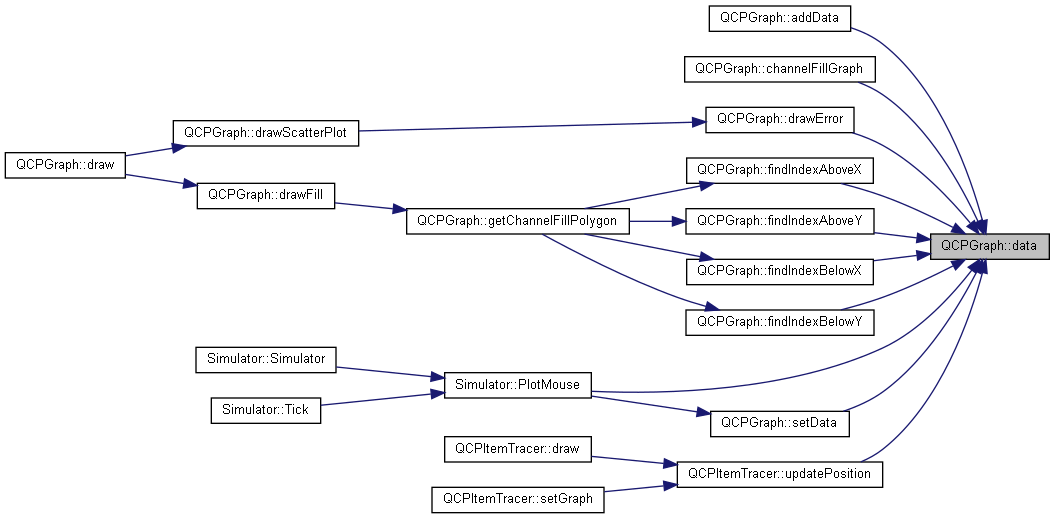 QCPGraph::addData
QCPGraph::channelFillGraph
QCPGraph::drawError
QCPGraph::drawScatterPlot
QCPGraph::draw
QCPGraph::findIndexAboveX
QCPGraph::drawFill
QCPGraph::getChannelFillPolygon
QCPGraph::findIndexAboveY
QCPGraph::data
QCPGraph::findIndexBelowX
QCPGraph::findIndexBelowY
Simulator::Simulator
Simulator::PlotMouse
Simulator::Tick
QCPGraph::setData
QCPItemTracer::draw
QCPItemTracer::updatePosition
QCPItemTracer::setGraph